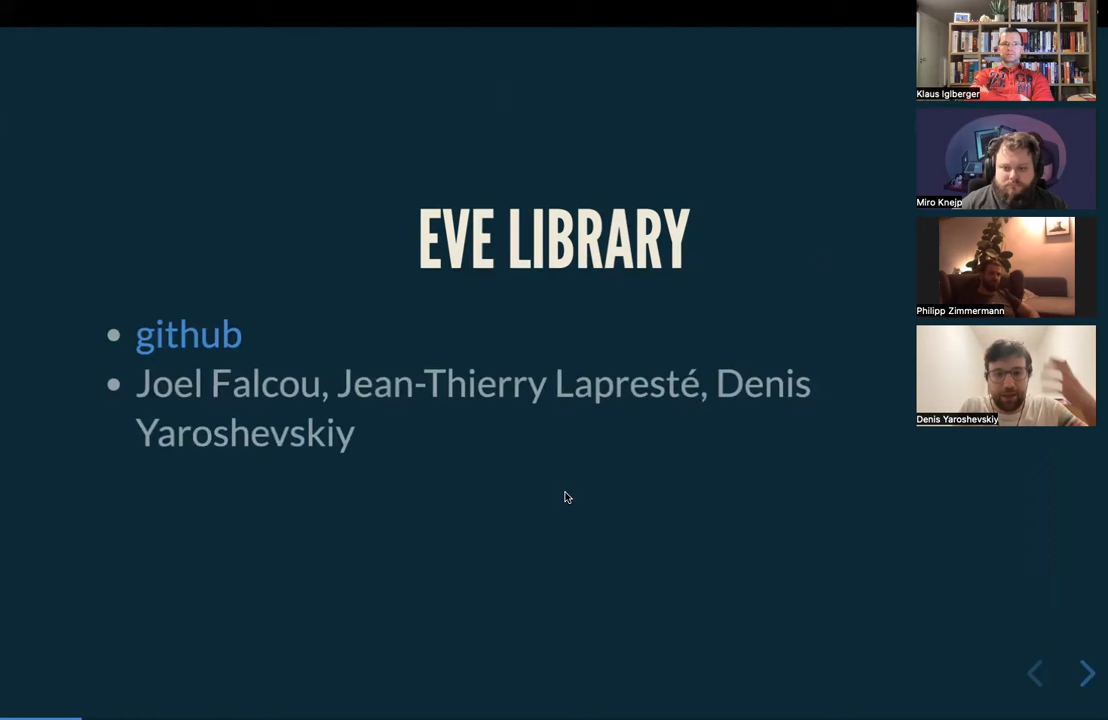 EVE LIBRARY
github
Joel Falcou, Jean-Thierry Lapresté, Denis
Yaroshevskiy
Klaus Iglberger
Miro Knejp
Philipp Zimmermann
Denis Yaroshevskiy